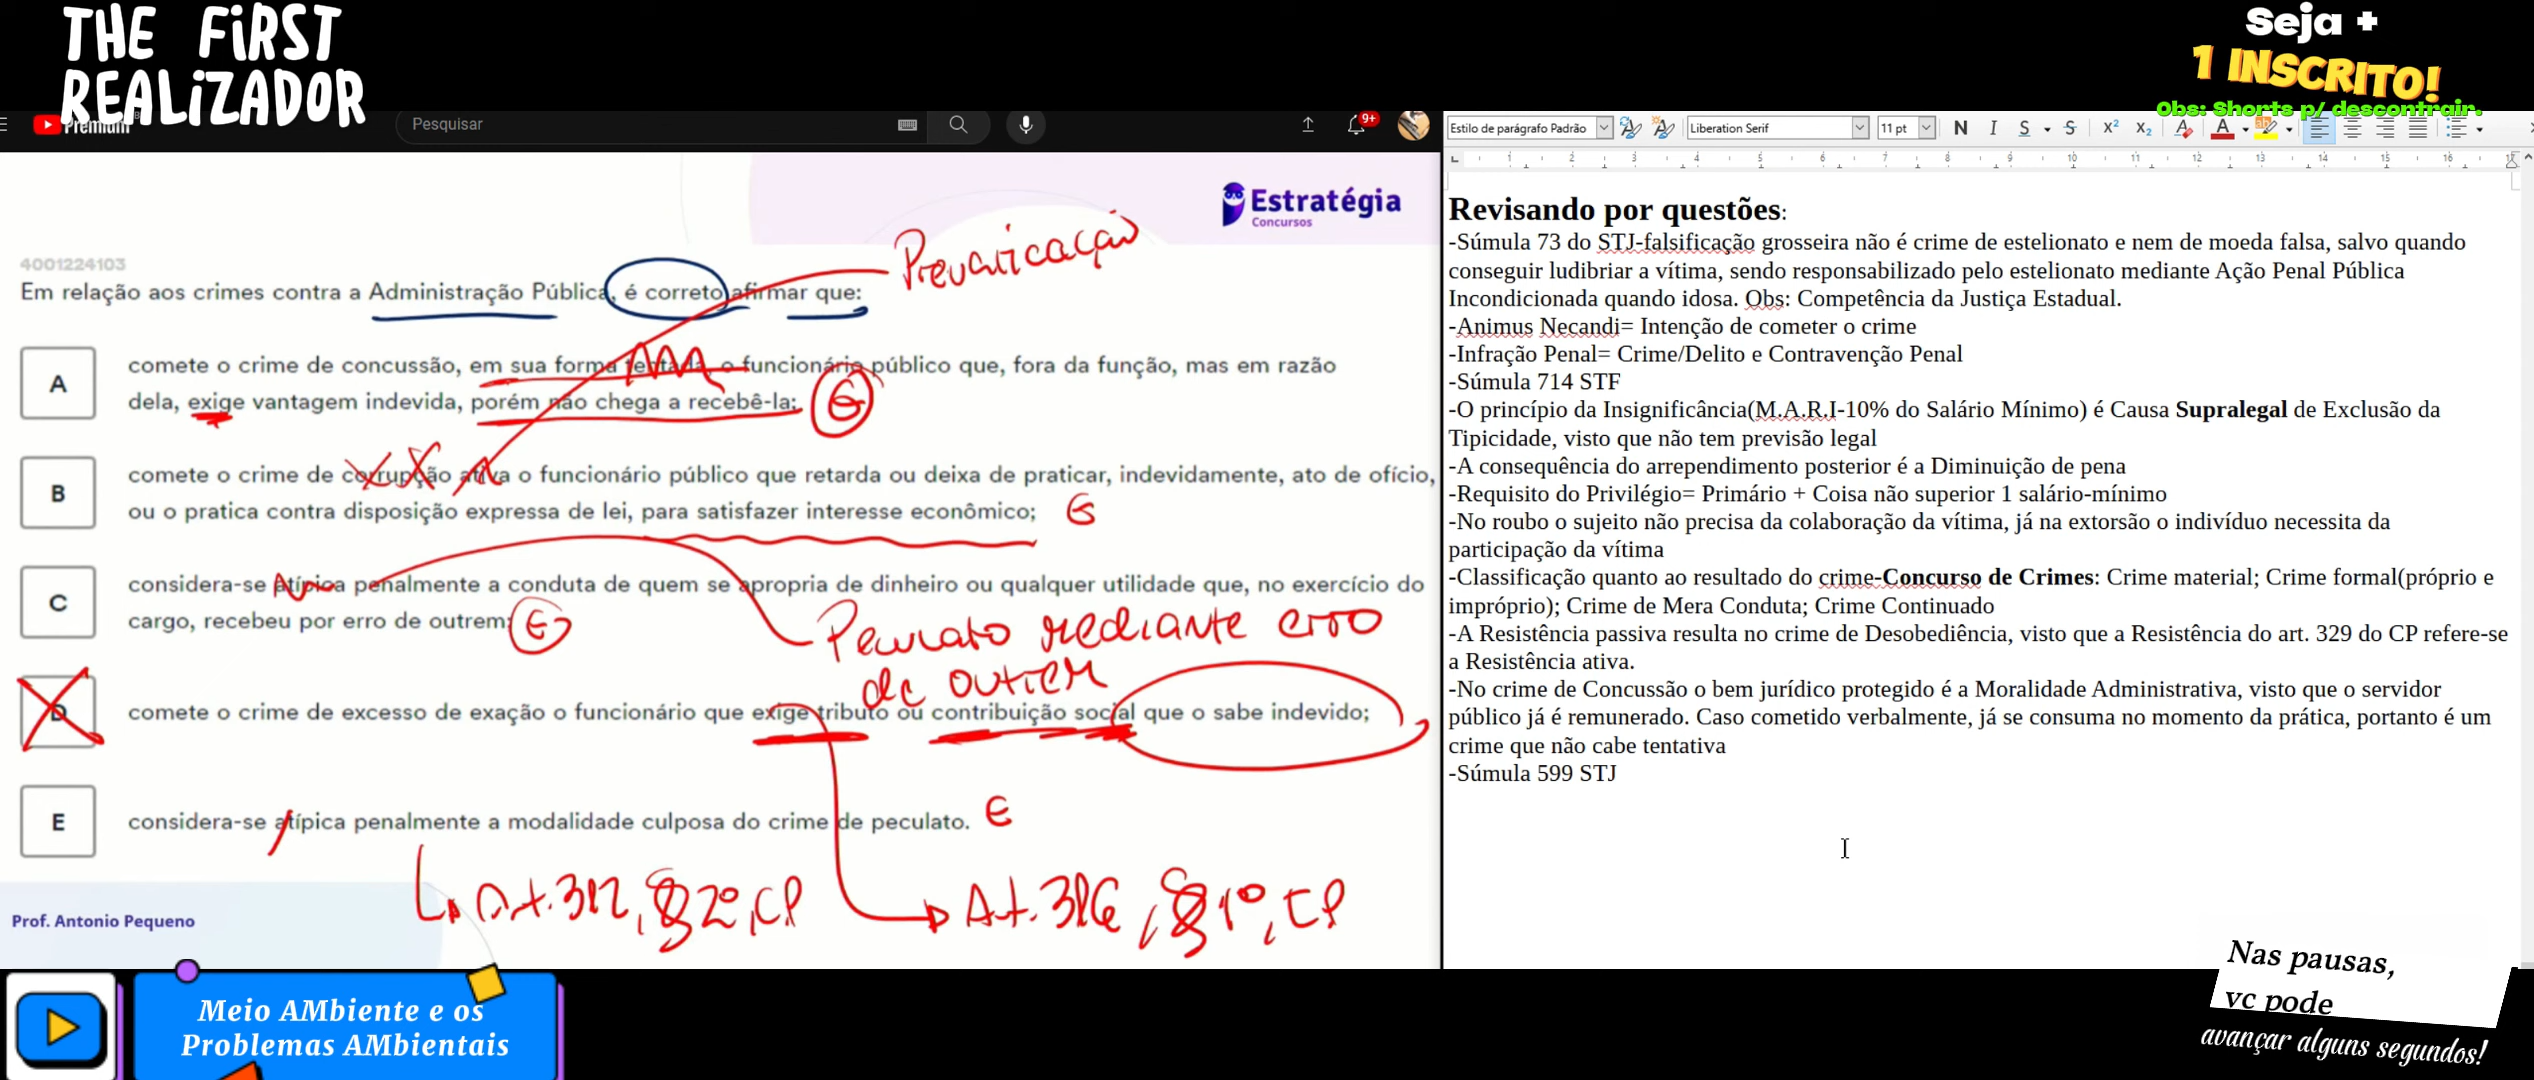 THE FiRST
REALiZADOR
Seja +
1 INSCRITO!
Obs: Shorts p/ descontrair.
Premium
Pesquisar
9+
Estilo de parágrafo Padrão
Liberation Serif
11 pt
N I S S X² X₂ A
1 2 3 4 5 6 7 8 9 10 11 12 13 14 15 16
Estratégia
Concursos
Prevaricação
4001224103
Em relação aos crimes contra a Administração Pública, é correto afirmar que:
A
comete o crime de concussão, em sua forma tentada, o funcionário público que, fora da função, mas em razão
dela, exige vantagem indevida, porém não chega a recebê-la; E
B
comete o crime de corrupção ativa o funcionário público que retarda ou deixa de praticar, indevidamente, ato de ofício,
ou o pratica contra disposição expressa de lei, para satisfazer interesse econômico; E
C
considera-se atípica penalmente a conduta de quem se apropria de dinheiro ou qualquer utilidade que, no exercício do
cargo, recebeu por erro de outrem; E
Peculato mediante erro
de outrem
D
comete o crime de excesso de exação o funcionário que exige tributo ou contribuição social que o sabe indevido;
E
considera-se atípica penalmente a modalidade culposa do crime de peculato. E
Art. 312, § 2º, CP
Art. 316, § 1º, CP
Prof. Antonio Pequeno
Revisando por questões:
-Súmula 73 do STJ-falsificação grosseira não é crime de estelionato e nem de moeda falsa, salvo quando
conseguir ludibriar a vítima, sendo responsabilizado pelo estelionato mediante Ação Penal Pública
Incondicionada quando idosa. Obs: Competência da Justiça Estadual.
-Animus Necandi= Intenção de cometer o crime
-Infração Penal= Crime/Delito e Contravenção Penal
-Súmula 714 STF
-O princípio da Insignificância(M.A.R.I-10% do Salário Mínimo) é Causa Supralegal de Exclusão da
Tipicidade, visto que não tem previsão legal
-A consequência do arrependimento posterior é a Diminuição de pena
-Requisito do Privilégio= Primário + Coisa não superior 1 salário-mínimo
-No roubo o sujeito não precisa da colaboração da vítima, já na extorsão o indivíduo necessita da
participação da vítima
-Classificação quanto ao resultado do crime-Concurso de Crimes: Crime material; Crime formal(próprio e
impróprio); Crime de Mera Conduta; Crime Continuado
-A Resistência passiva resulta no crime de Desobediência, visto que a Resistência do art. 329 do CP refere-se
a Resistência ativa.
-No crime de Concussão o bem jurídico protegido é a Moralidade Administrativa, visto que o servidor
público já é remunerado. Caso cometido verbalmente, já se consuma no momento da prática, portanto é um
crime que não cabe tentativa
-Súmula 599 STJ
Meio AMbiente e os
Problemas AMbientais
Nas pausas,
vc pode
avançar alguns segundos!